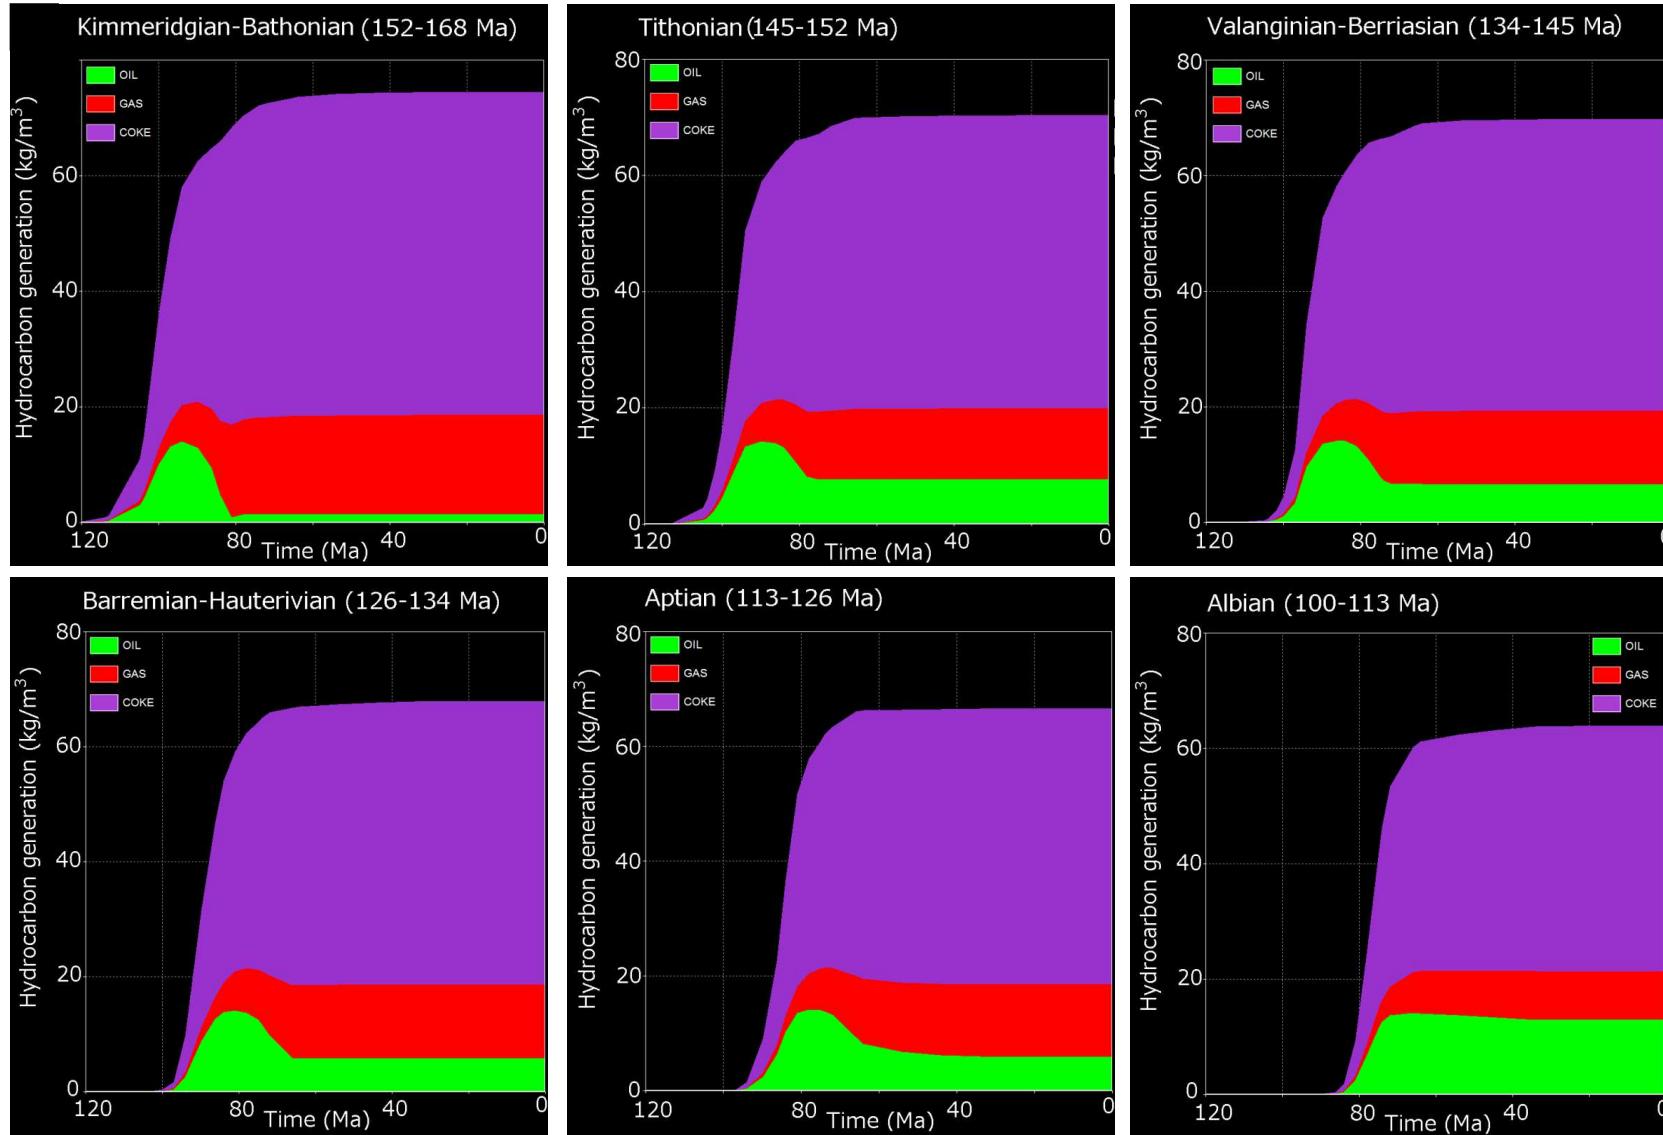 Kimmeridgian-Bathonian (152-168 Ma)
OIL
GAS
COKE
Hydrocarbon generation (kg/m³)
60
40
20
0
120
80
40
0
Time (Ma)
Tithonian (145-152 Ma)
80
OIL
GAS
COKE
Hydrocarbon generation (kg/m³)
60
40
20
0
120
80
40
0
Time (Ma)
Valanginian-Berriasian (134-145 Ma)
80
OIL
GAS
COKE
Hydrocarbon generation (kg/m³)
60
40
20
0
120
80
40
Time (Ma)
Barremian-Hauterivian (126-134 Ma)
80
OIL
GAS
COKE
Hydrocarbon generation (kg/m³)
60
40
20
0
120
80
40
0
Time (Ma)
Aptian (113-126 Ma)
80
OIL
GAS
COKE
Hydrocarbon generation (kg/m³)
60
40
20
0
120
80
40
0
Time (Ma)
Albian (100-113 Ma)
80
OIL
GAS
COKE
Hydrocarbon generation (kg/m³)
60
40
20
0
120
80
40
Time (Ma)